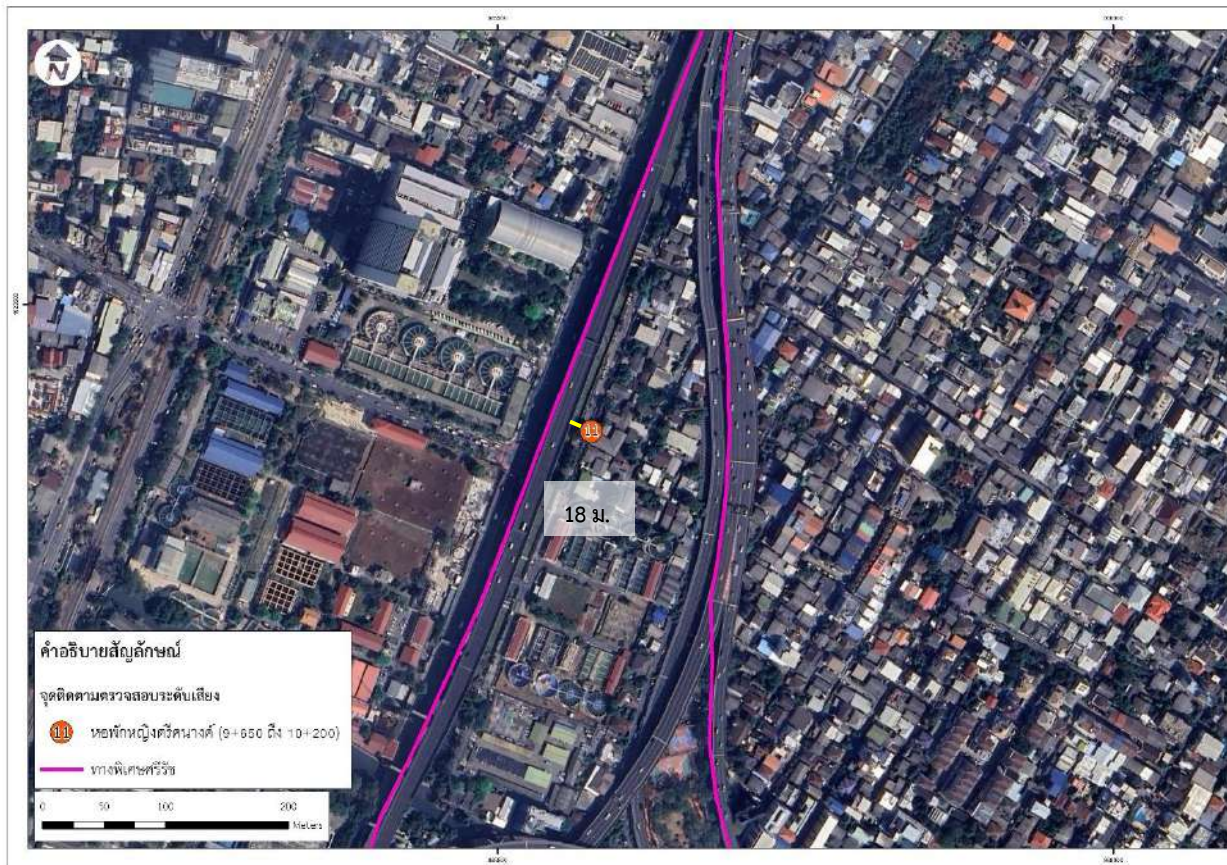 N
11
18 ม.
คำอธิบายสัญลักษณ์
จุดติดตามตรวจสอบระดับเสียง
11 หอพักหญิงตรีคนางค์ (9+650 ถึง 10+200)
ทางพิเศษศรีรัช
0 50 100 200
Meters